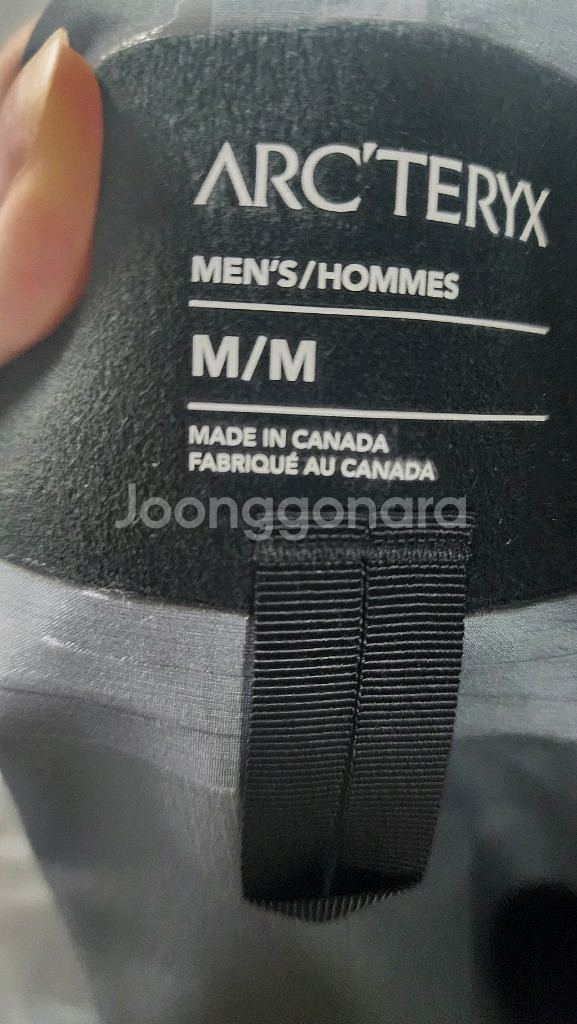 ARC'TERYX
MEN'S/HOMMES
M/M
MADE IN CANADA
FABRIQUÉ AU CANADA
Joonggonara